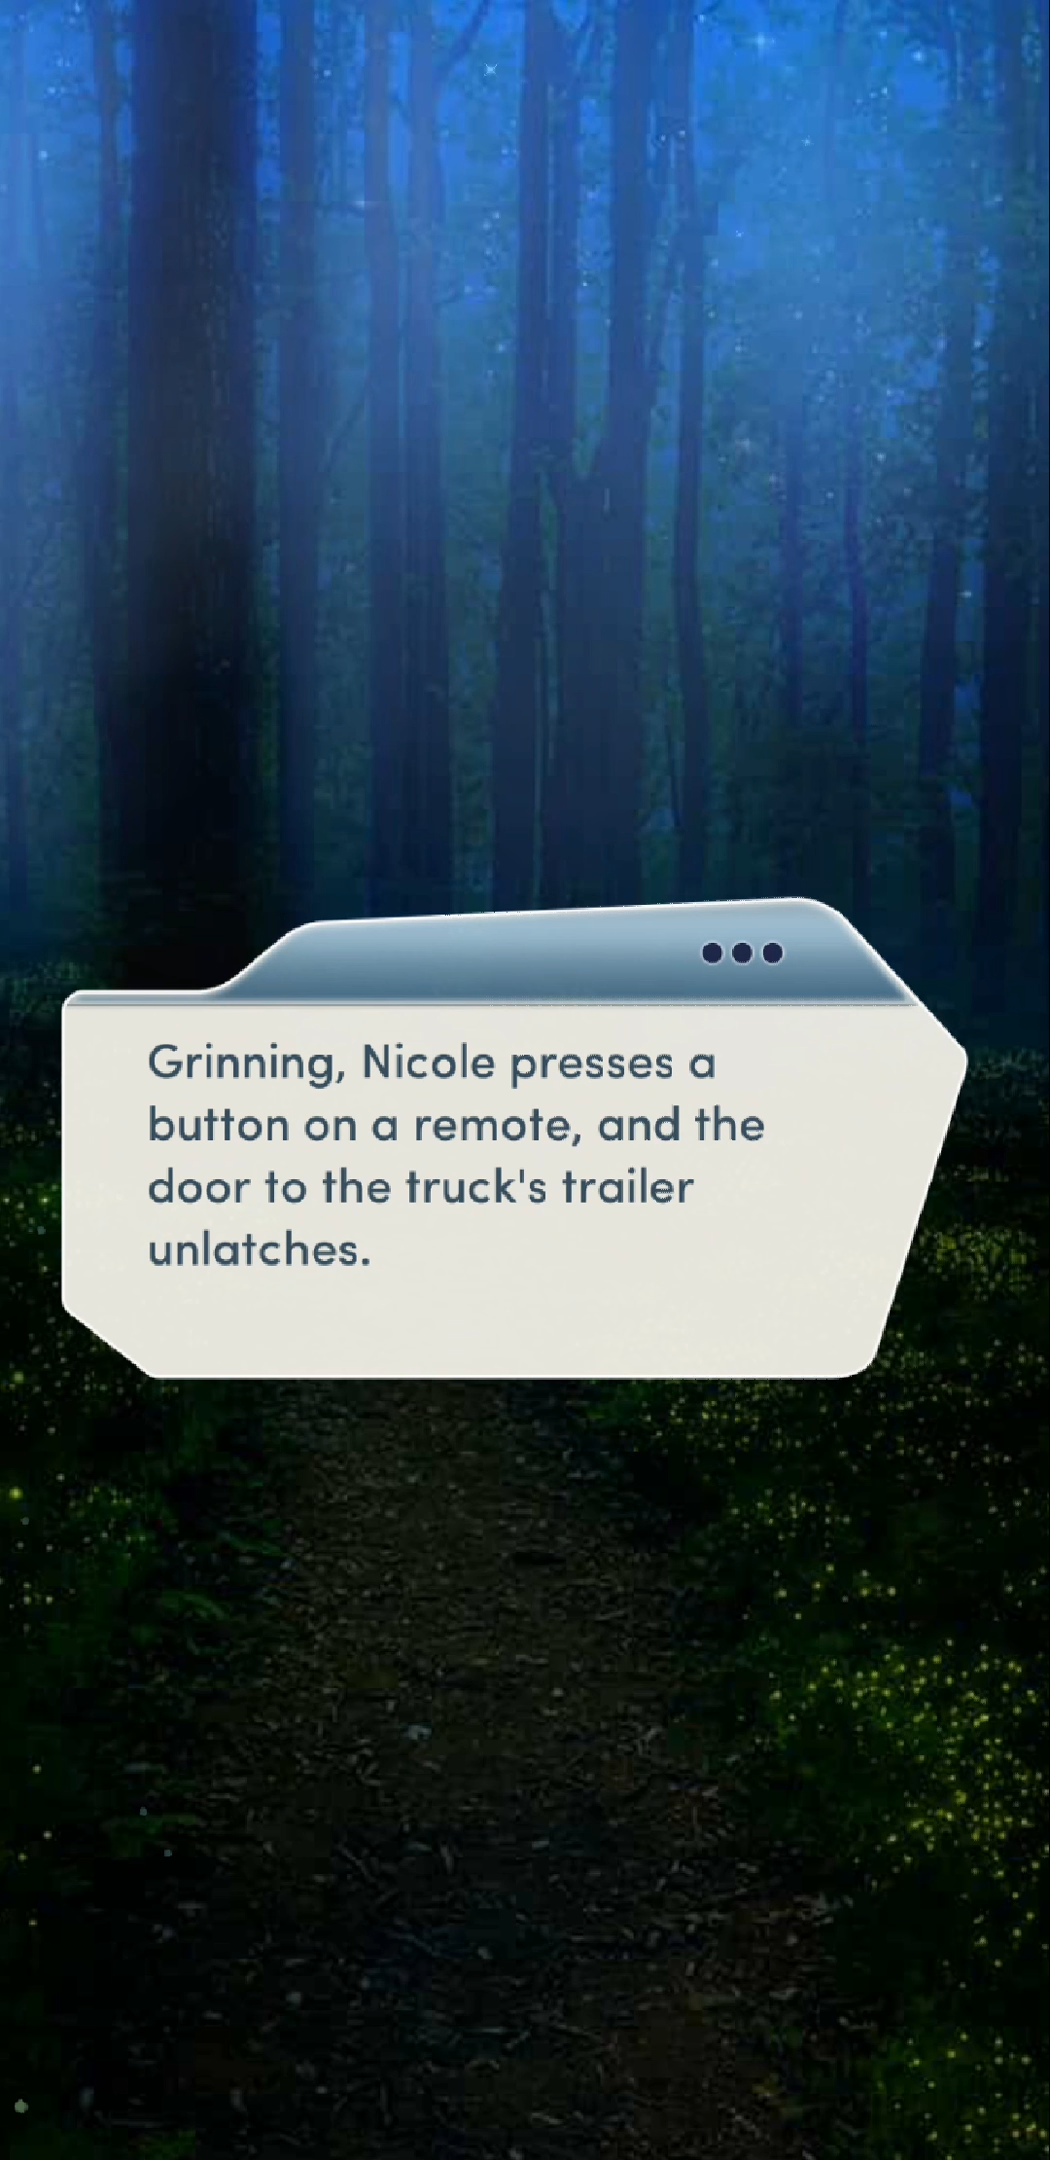 Grinning, Nicole presses a
button on a remote, and the
door to the truck's trailer
unlatches.